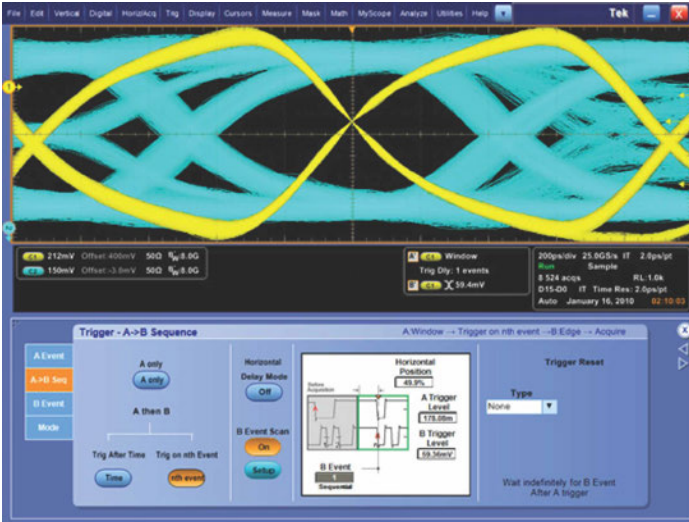 File Edit Vertical Digital Horiz/Acq Trig Display Cursors Measure Mask Math MyScope Analyze Utilities Help Tek X
1
C1 212mV Offset:400mV 50Ω BW:8.0G
C2 150mV Offset:-3.0mV 50Ω BW:8.0G
A' C1 Window
Trig Dly: 1 events
B' C1 59.4mV
200ps/div 25.0GS/s IT 2.0ps/pt
Run Sample
8 524 acqs RL:1.0k
D15-D0 IT Time Res: 2.0ps/pt
Auto January 16, 2010 02:10:03
Trigger - A->B Sequence
A:Window → Trigger on nth event →B:Edge → Acquire
X
A Event
A->B Seq
B Event
Mode
A only
A only
A then B
Trig After Time
Time
Trig on nth Event
nth event
Horizontal
Delay Mode
Off
B Event Scan
On
Setup
Before
Acquisition
Horizontal
Position
49.9%
A Trigger
Level
178.08m
B Trigger
Level
59.36mV
B Event
1
Sequential
Trigger Reset
Type
None
Wait indefinitely for B Event
After A trigger